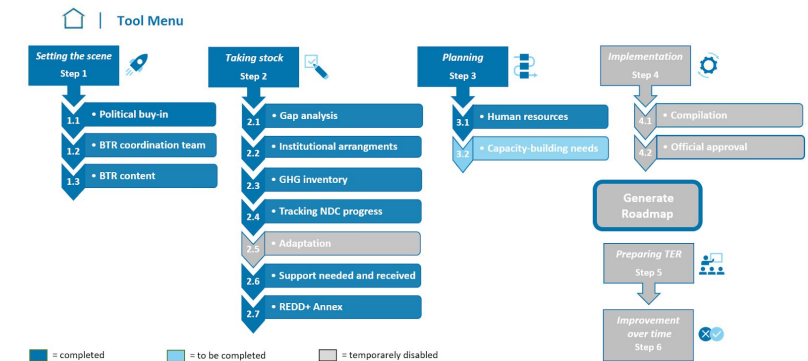 | Tool Menu
Setting the scene
Step 1
1.1 • Political buy-in
1.2 • BTR coordination team
1.3 • BTR content
Taking stock
Step 2
2.1 • Gap analysis
2.2 • Institutional arrangments
2.3 • GHG inventory
2.4 • Tracking NDC progress
2.5 • Adaptation
2.6 • Support needed and received
2.7 • REDD+ Annex
Planning
Step 3
3.1 • Human resources
3.2 • Capacity-building needs
Implementation
Step 4
4.1 • Compilation
4.2 • Official approval
Generate
Roadmap
Preparing TER
Step 5
Improvement
over time
Step 6
= completed
= to be completed
= temporarely disabled